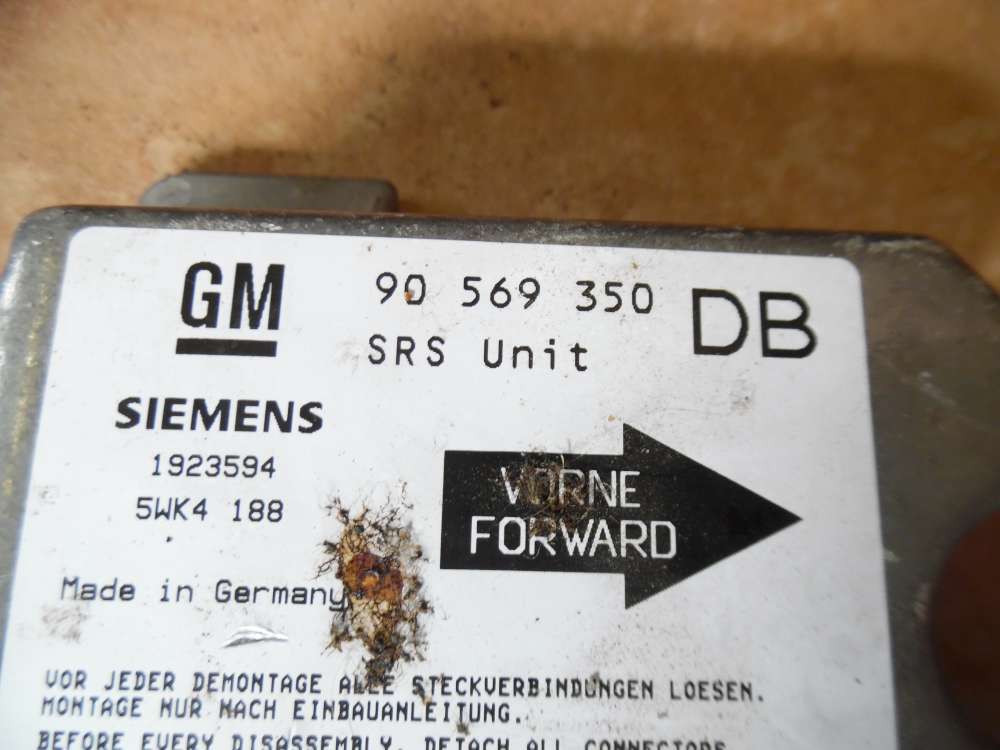 GM
90 569 350 DB
SRS Unit
SIEMENS
1923594
5WK4 188
VORNE
FORWARD
Made in Germany
VOR JEDER DEMONTAGE ALLE STECKVERBINDUNGEN LOESEN.
MONTAGE NUR NACH EINBAUANLEITUNG.
BEFORE EVERY DISASSEMBLY, DETACH ALL CONNECTORS